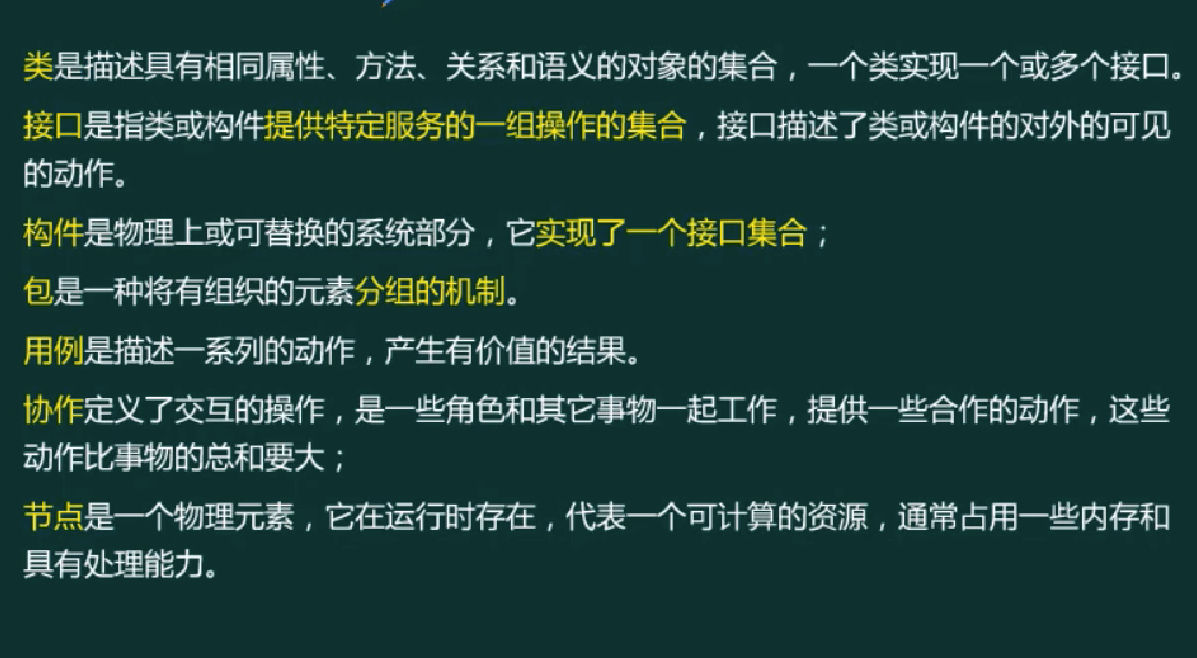 类是描述具有相同属性、方法、关系和语义的对象的集合，一个类实现一个或多个接口。
接口是指类或构件提供特定服务的一组操作的集合，接口描述了类或构件的对外的可见
的动作。
构件是物理上或可替换的系统部分，它实现了一个接口集合；
包是一种将有组织的元素分组的机制。
用例是描述一系列的动作，产生有价值的结果。
协作定义了交互的操作，是一些角色和其它事物一起工作，提供一些合作的动作，这些
动作比事物的总和要大；
节点是一个物理元素，它在运行时存在，代表一个可计算的资源，通常占用一些内存和
具有处理能力。